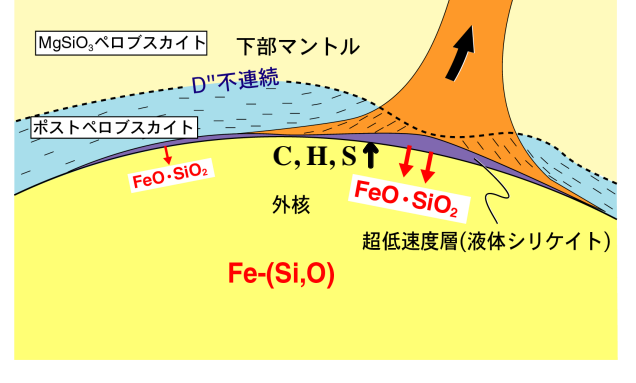 MgSiO₃ペロブスカイト
下部マントル
D"不連続
ポストペロブスカイト
C, H, S
FeO・SiO₂
FeO・SiO₂
外核
超低速度層(液体シリケイト)
Fe-(Si,O)